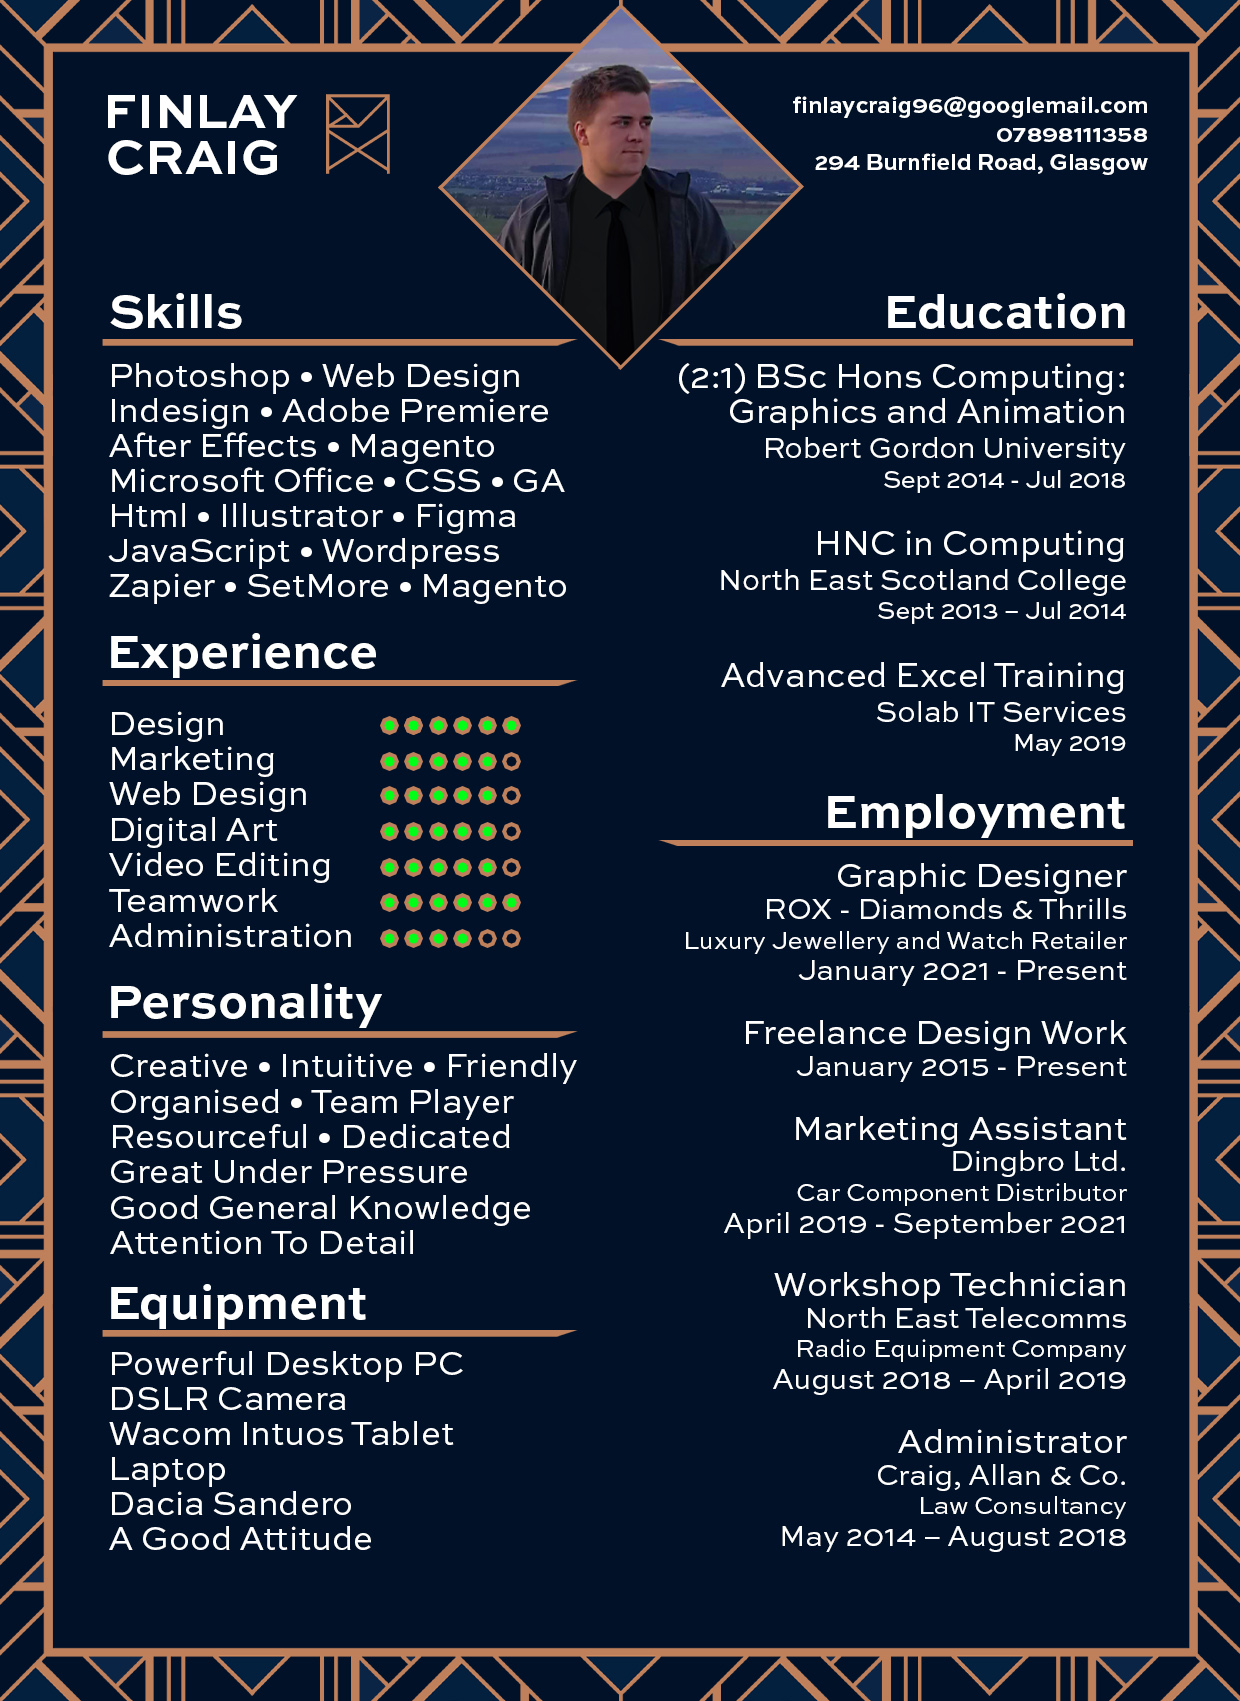 FINLAY
CRAIG
finlaycraig96@googlemail.com
07898111358
294 Burnfield Road, Glasgow
Skills
Photoshop • Web Design
Indesign • Adobe Premiere
After Effects • Magento
Microsoft Office • CSS • GA
Html • Illustrator • Figma
JavaScript • Wordpress
Zapier • SetMore • Magento
Experience
Design
Marketing
Web Design
Digital Art
Video Editing
Teamwork
Administration
Personality
Creative • Intuitive • Friendly
Organised • Team Player
Resourceful • Dedicated
Great Under Pressure
Good General Knowledge
Attention To Detail
Equipment
Powerful Desktop PC
DSLR Camera
Wacom Intuos Tablet
Laptop
Dacia Sandero
A Good Attitude
Education
(2:1) BSc Hons Computing:
Graphics and Animation
Robert Gordon University
Sept 2014 - Jul 2018
HNC in Computing
North East Scotland College
Sept 2013 – Jul 2014
Advanced Excel Training
Solab IT Services
May 2019
Employment
Graphic Designer
ROX - Diamonds & Thrills
Luxury Jewellery and Watch Retailer
January 2021 - Present
Freelance Design Work
January 2015 - Present
Marketing Assistant
Dingbro Ltd.
Car Component Distributor
April 2019 - September 2021
Workshop Technician
North East Telecomms
Radio Equipment Company
August 2018 – April 2019
Administrator
Craig, Allan & Co.
Law Consultancy
May 2014 – August 2018